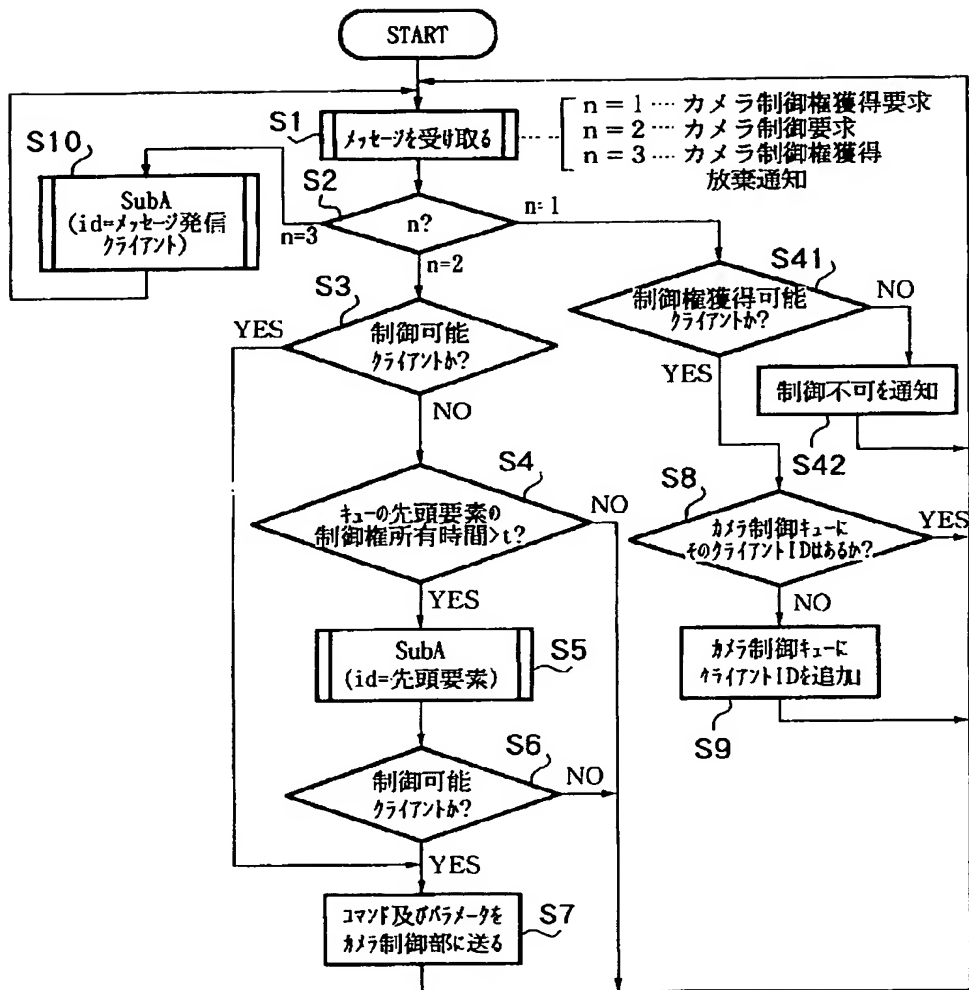 START
S1
メッセージを受け取る
n = 1 ···· カメラ制御権獲得要求
n = 2 ···· カメラ制御要求
n = 3 ···· カメラ制御権獲得
放棄通知
S10
SubA
(id=メッセージ発信
クライアント)
S2
n?
n=3
n=1
n=2
S3
制御可能
クライアントか?
YES
NO
S41
制御権獲得可能
クライアントか?
NO
YES
制御不可を通知
S42
S4
キューの先頭要素の
制御権所有時間>t?
NO
YES
S8
カメラ制御キューに
そのクライアントIDはあるか?
YES
NO
SubA
(id=先頭要素)
S5
カメラ制御キューに
クライアントIDを追加
S9
S6
制御可能
クライアントか?
NO
YES
コマンド及びパラメータを
カメラ制御部に送る
S7